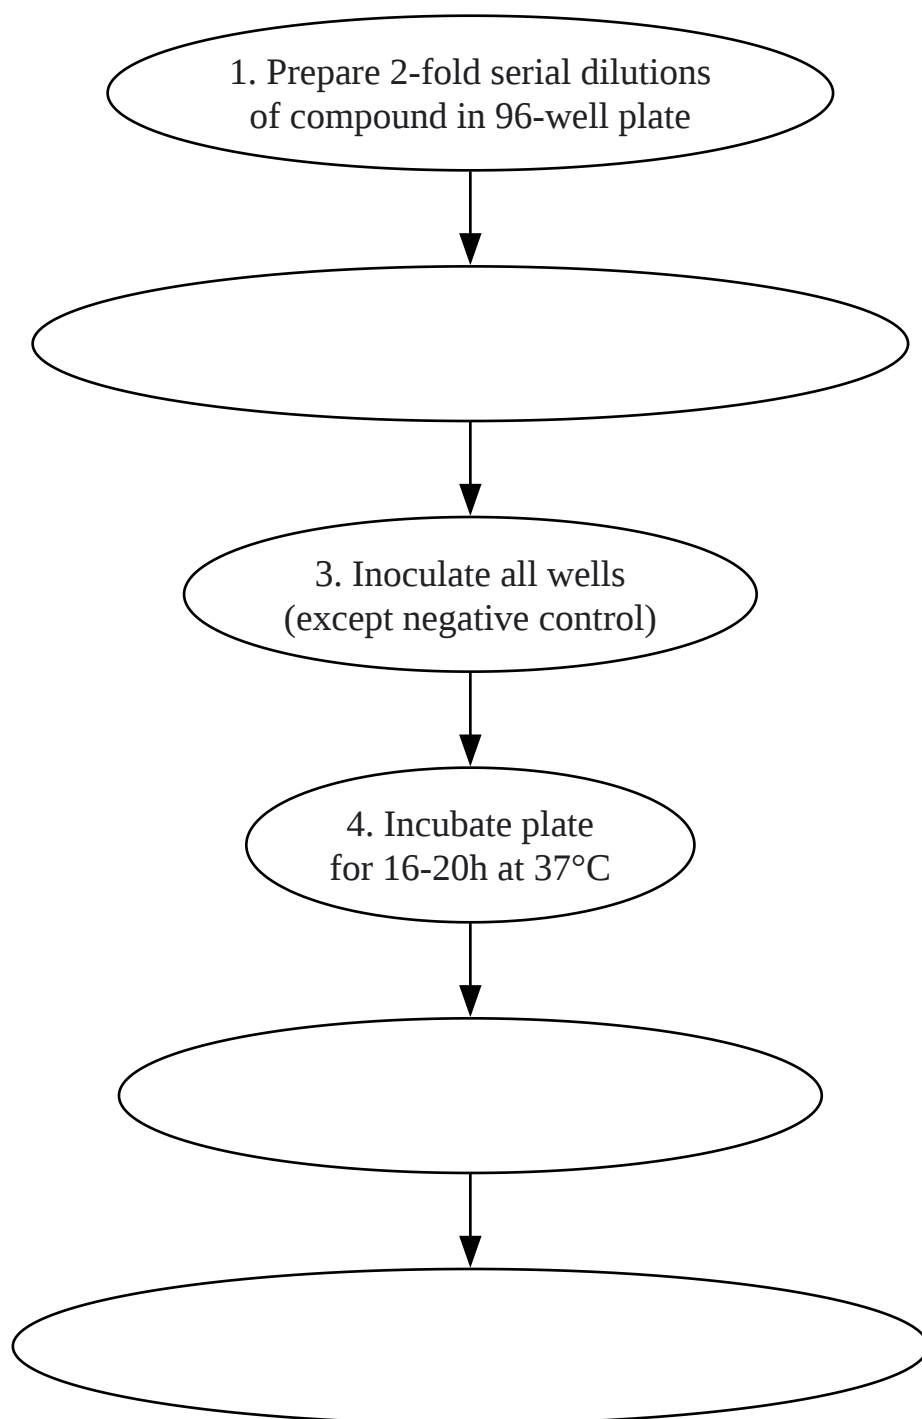 1. Prepare 2-fold serial dilutions
of compound in 96-well plate
3. Inoculate all wells
(except negative control)
4. Incubate plate
for 16-20h at 37°C